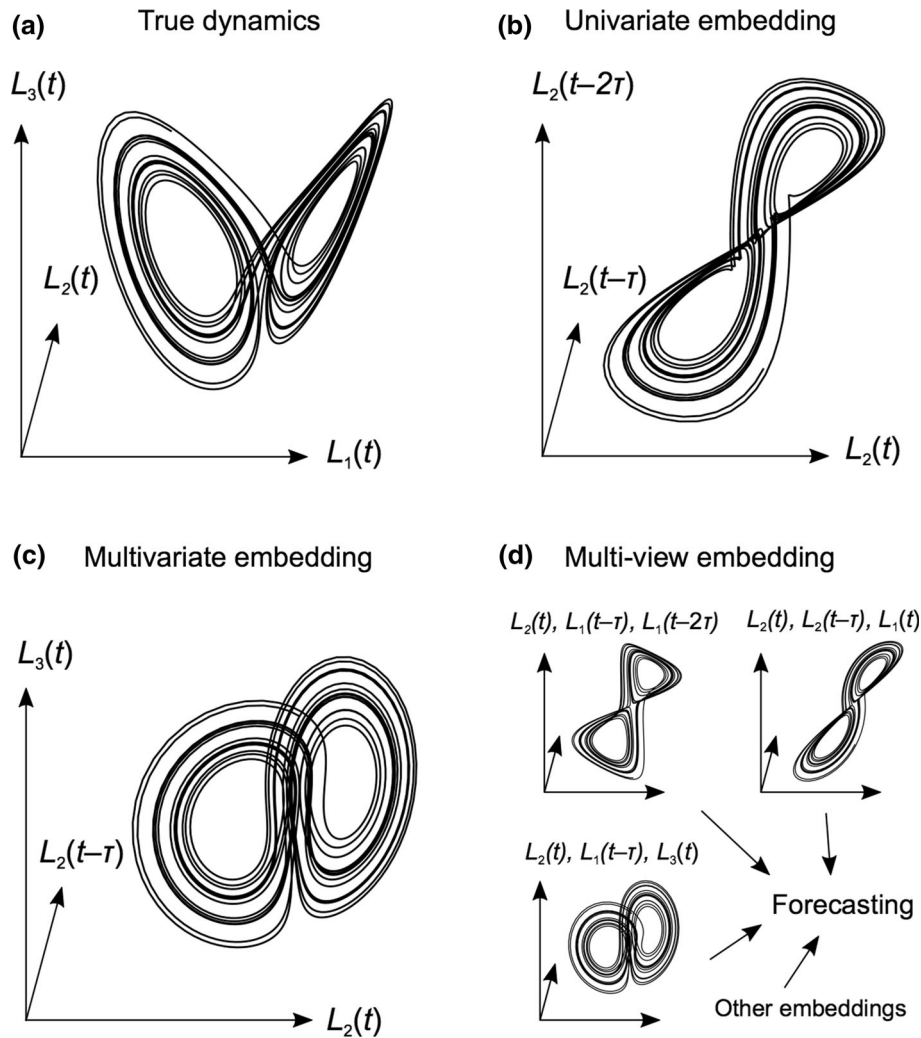 (a) True dynamics
L₃(t)
L₂(t)
L₁(t)
(b) Univariate embedding
L₂(t–2τ)
L₂(t–τ)
L₂(t)
(c) Multivariate embedding
L₃(t)
L₂(t–τ)
L₂(t)
(d) Multi-view embedding
L₂(t), L₁(t–τ), L₁(t–2τ)
L₂(t), L₂(t–τ), L₁(t)
L₂(t), L₁(t–τ), L₃(t)
Forecasting
Other embeddings